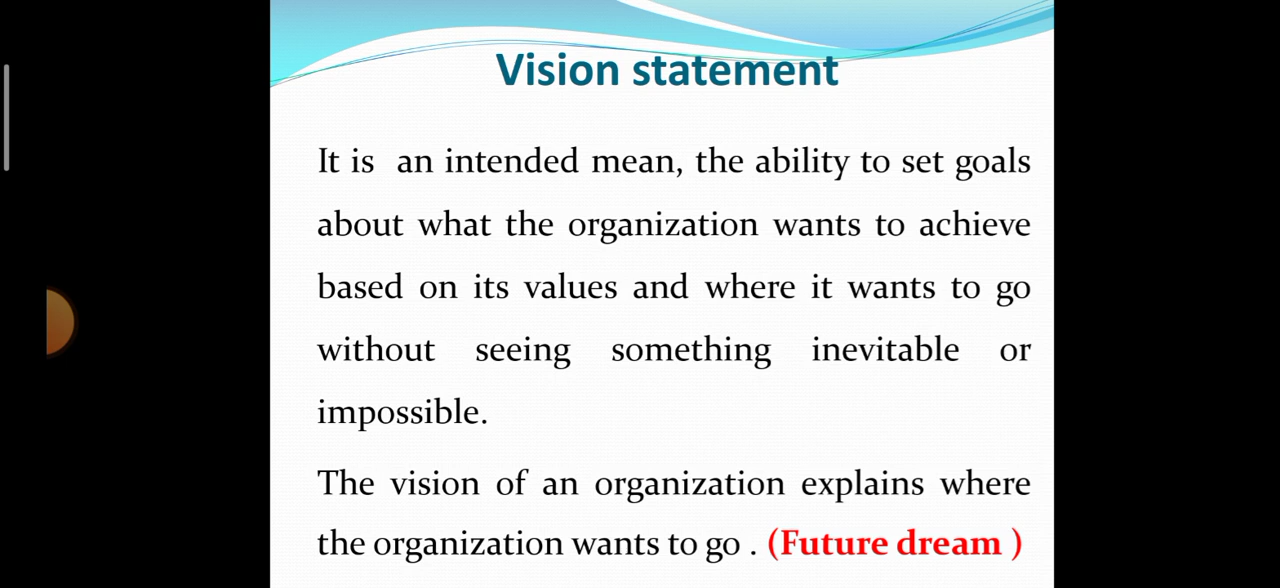 Vision statement
It is an intended mean, the ability to set goals
about what the organization wants to achieve
based on its values and where it wants to go
without seeing something inevitable or
impossible.
The vision of an organization explains where
the organization wants to go . (Future dream )